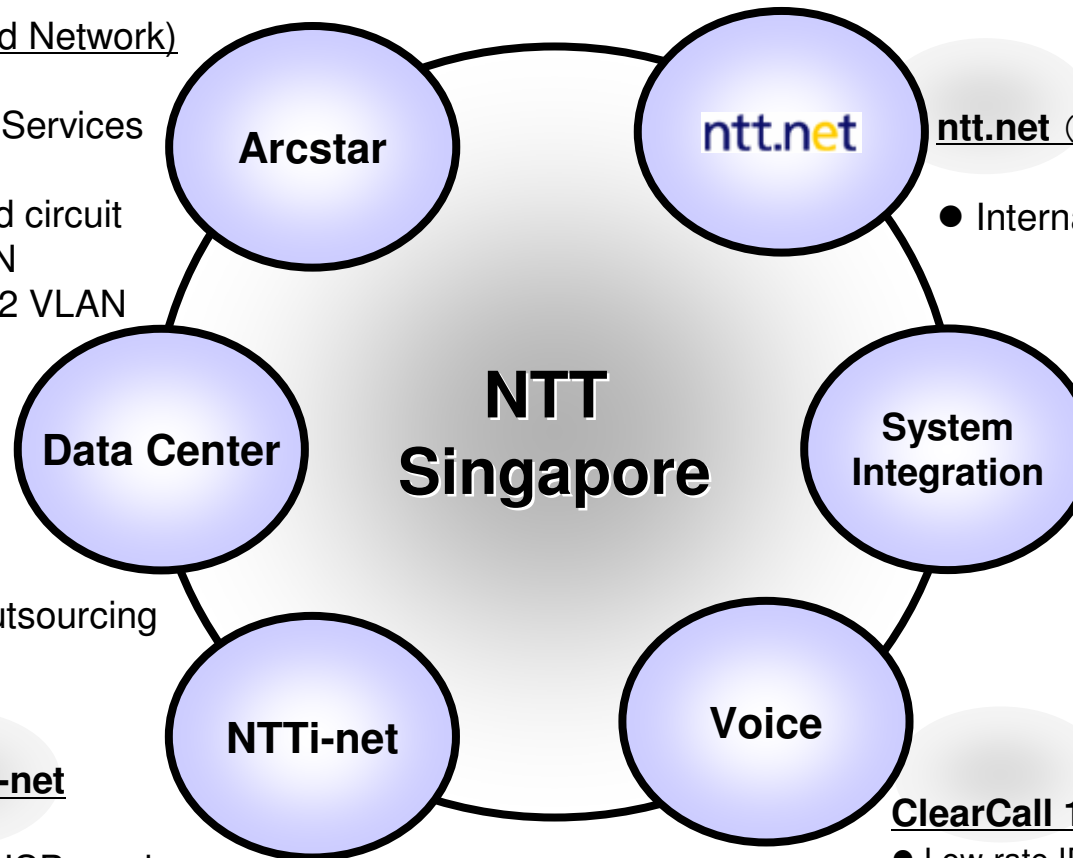 d Network)
Services
d circuit
N
2 VLAN
Arcstar
ntt.net
ntt.net
Interna
Data Center
NTT
Singapore
System
Integration
utsourcing
NTTi-net
Voice
-net
ClearCall 1